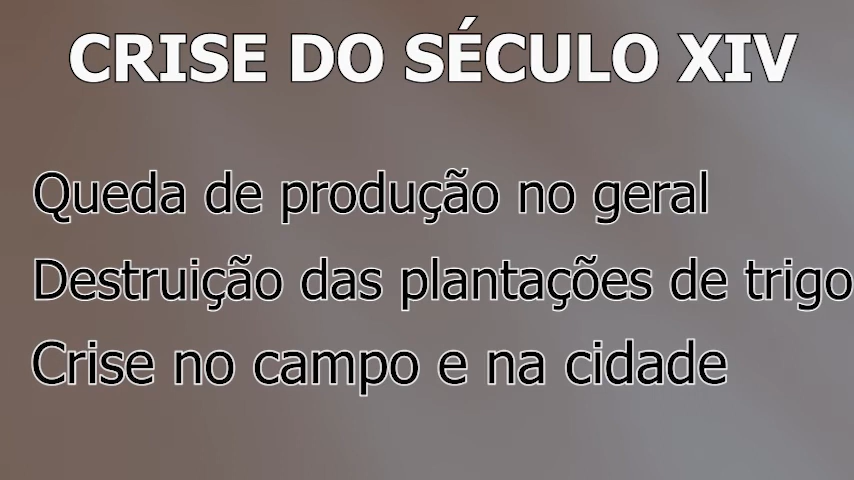 CRISE DO SÉCULO XIV
Queda de produção no geral
Destruição das plantações de trigo
Crise no campo e na cidade